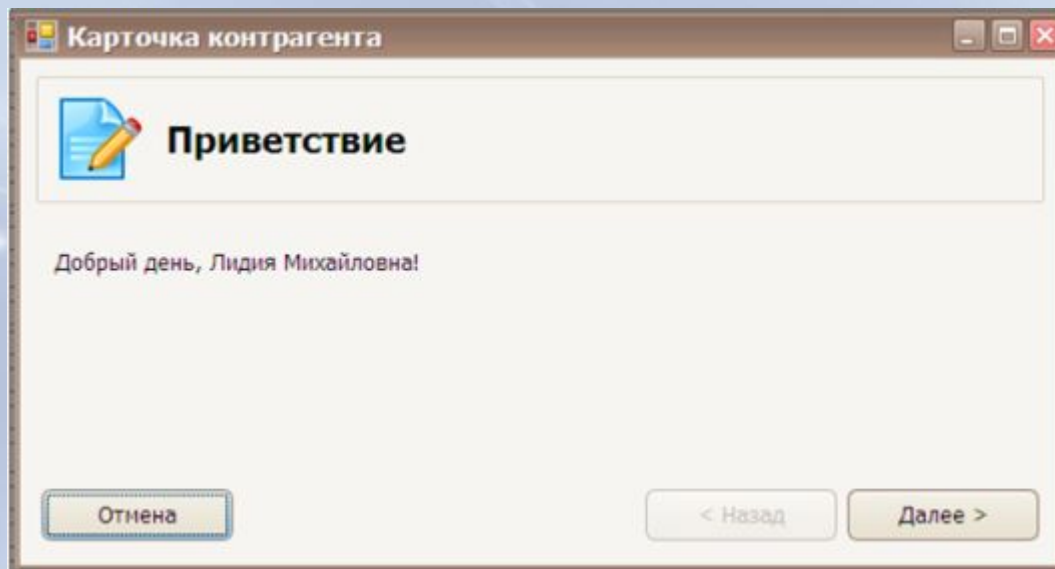 Карточка контрагента
Приветствие
Добрый день, Лидия Михайловна!
Отмена
< Назад
Далее >